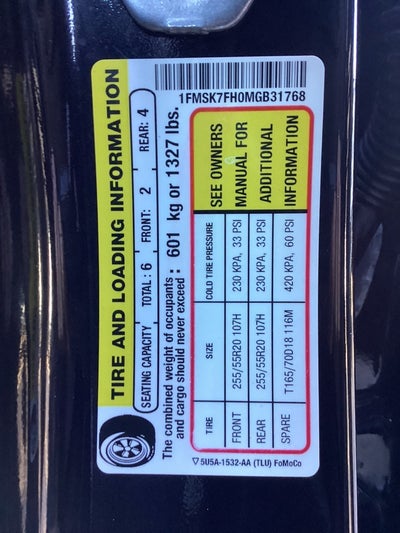 1FMSK7FH0MGB31768
TIRE AND LOADING INFORMATION
SEATING CAPACITY TOTAL : 6 FRONT: 2 REAR: 4
The combined weight of occupants : 601 kg or 1327 lbs.
and cargo should never exceed
TIRE SIZE COLD TIRE PRESSURE SEE OWNERS
FRONT 255/55R20 107H 230 KPA, 33 PSI MANUAL FOR
REAR 255/55R20 107H 230 KPA, 33 PSI ADDITIONAL
SPARE T165/70D18 116M 420 KPA, 60 PSI INFORMATION
5U5A-1532-AA (TLU) FoMoCo